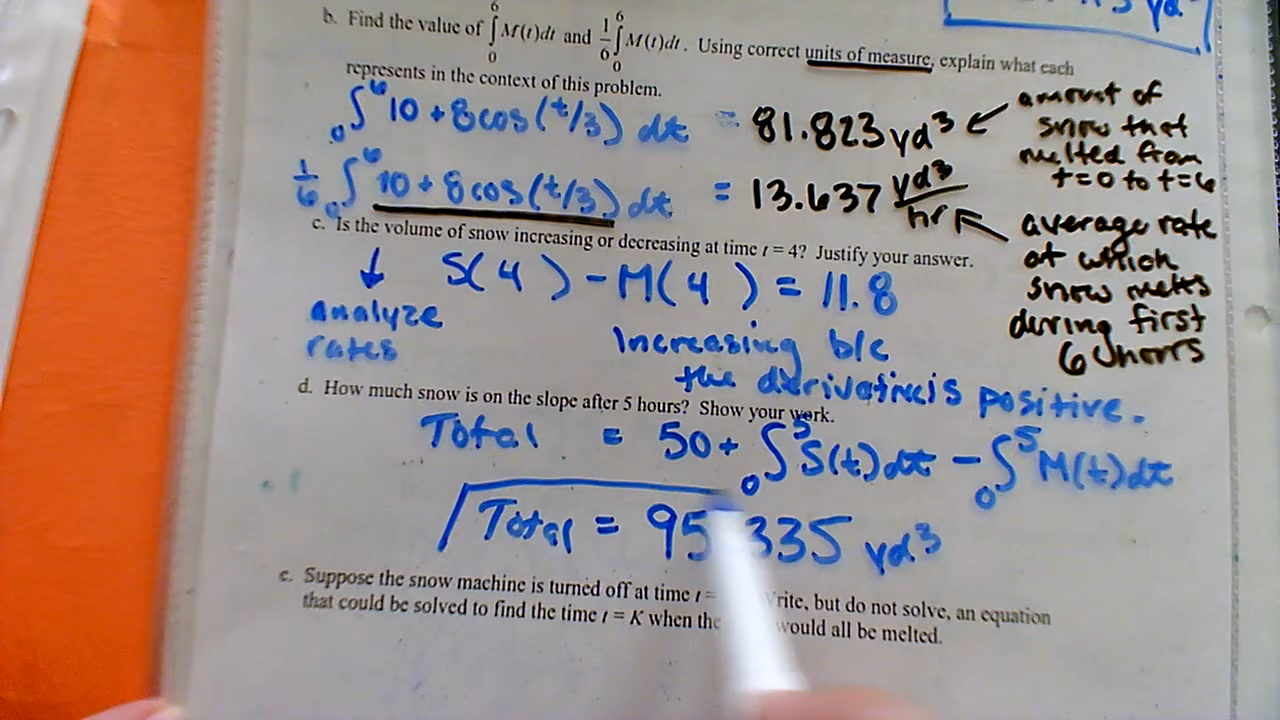 yd³
b. Find the value of ∫₀⁶ M(t)dt and 1/6 ∫₀⁶ M(t)dt. Using correct units of measure, explain what each
represents in the context of this problem.
₀∫⁶ 10 + 8cos(t/3) dt = 81.823 yd³ ←
amount of
snow that
melted from
t=0 to t=6
1/6 ₀∫⁶ 10 + 8cos(t/3) dt = 13.637 yd³/hr ←
average rate
at which
snow melts
during first
6 hours
c. Is the volume of snow increasing or decreasing at time t = 4? Justify your answer.
↓ S(4) - M(4) = 11.8
analyze
rates
Increasing b/c
the derivative is positive.
d. How much snow is on the slope after 5 hours? Show your work.
Total = 50 + ₀∫⁵ S(t)dt - ₀∫⁵ M(t)dt
Total = 95 335 yd³
e. Suppose the snow machine is turned off at time t = but do not solve, an equation
that could be solved to find the time t = K when the would all be melted.